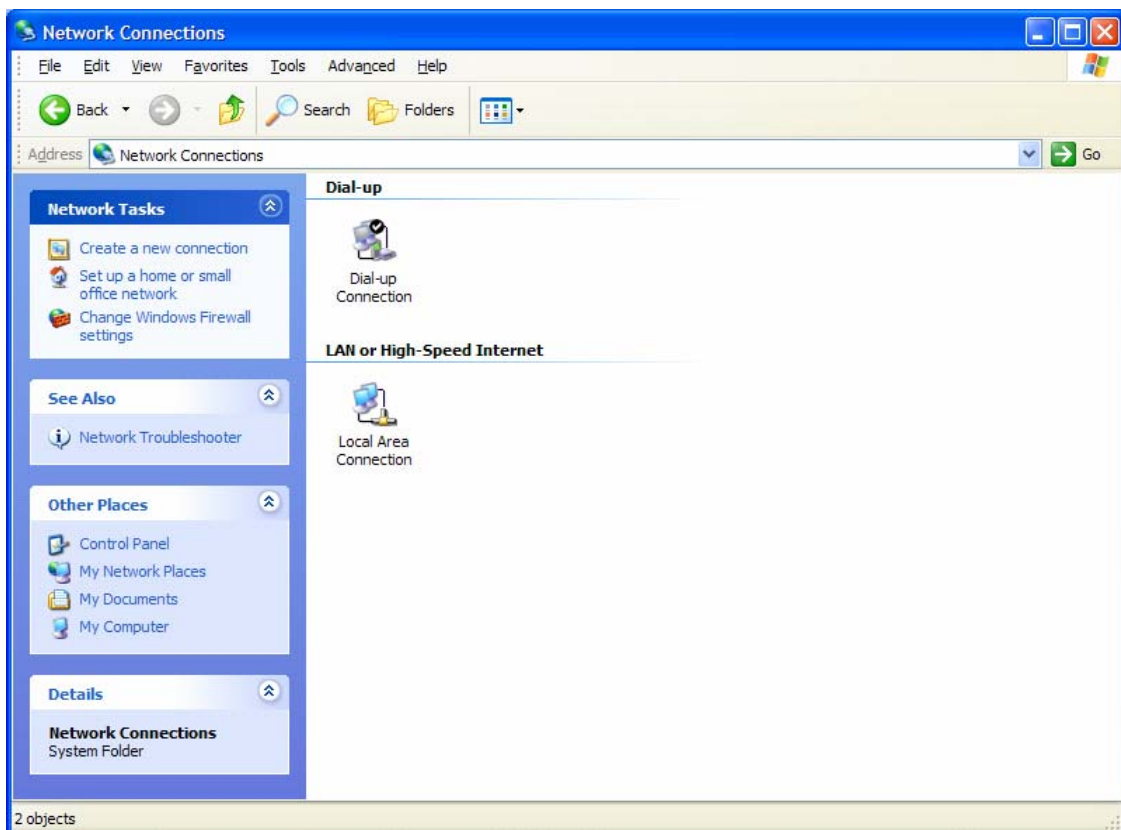 Network Connections
File Edit View Favorites Tools Advanced Help
Back Search Folders
Address Network Connections Go
Network Tasks
Create a new connection
Set up a home or small
office network
Change Windows Firewall
settings
See Also
Network Troubleshooter
Other Places
Control Panel
My Network Places
My Documents
My Computer
Details
Network Connections
System Folder
Dial-up
Dial-up
Connection
LAN or High-Speed Internet
Local Area
Connection
2 objects